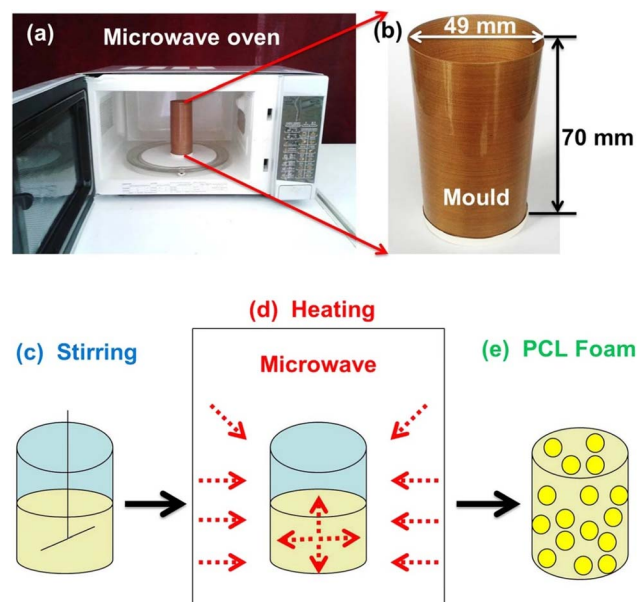 (a)
Microwave oven
(b)
49 mm
70 mm
Mould
(d) Heating
(c) Stirring
Microwave
(e) PCL Foam